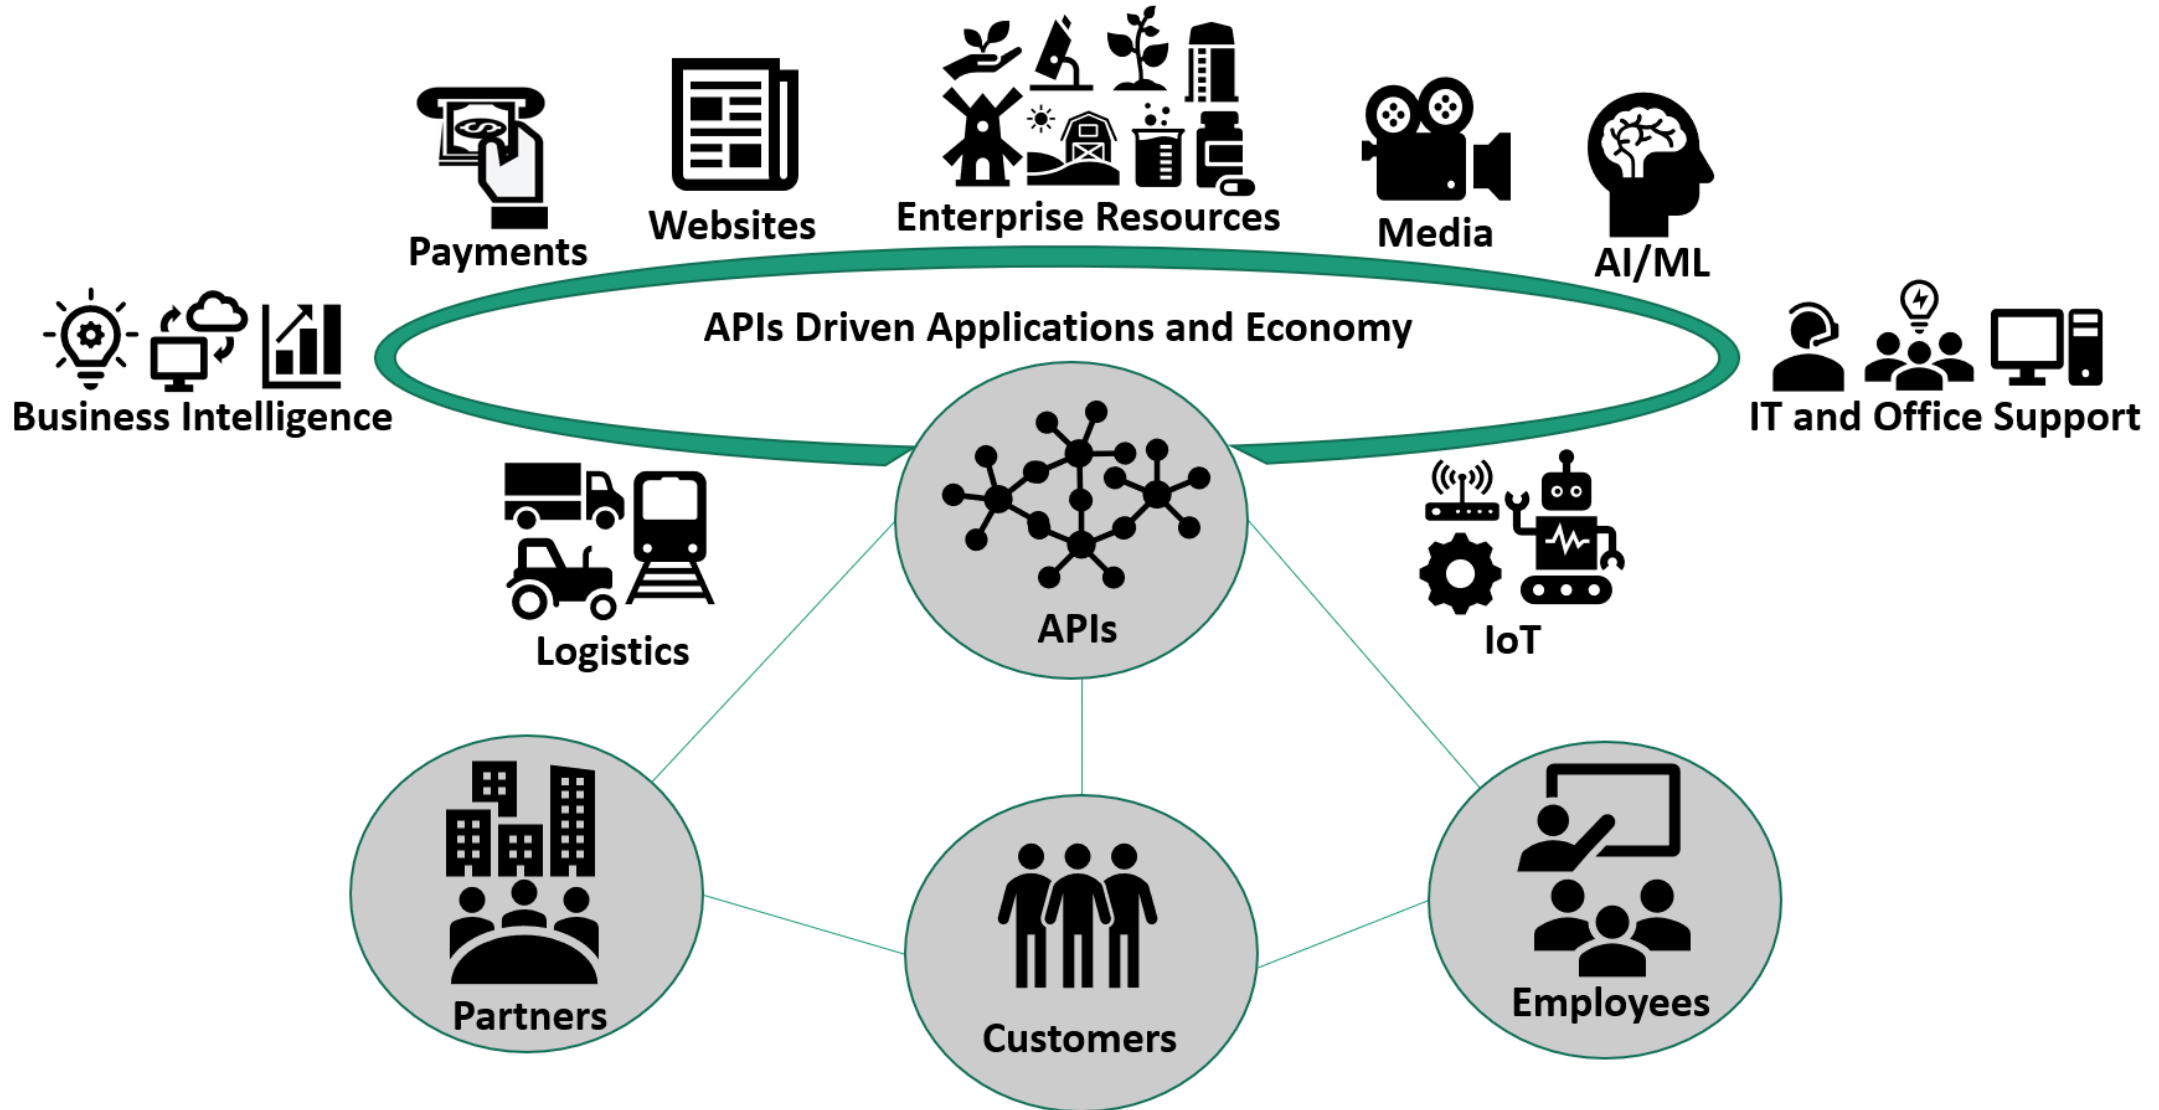 Enterprise Resources
Websites
Media
Payments
AI/ML
APIs Driven Applications and Economy
Business Intelligence
IT and Office Support
APIs
IoT
Logistics
Employees
Partners
Customers